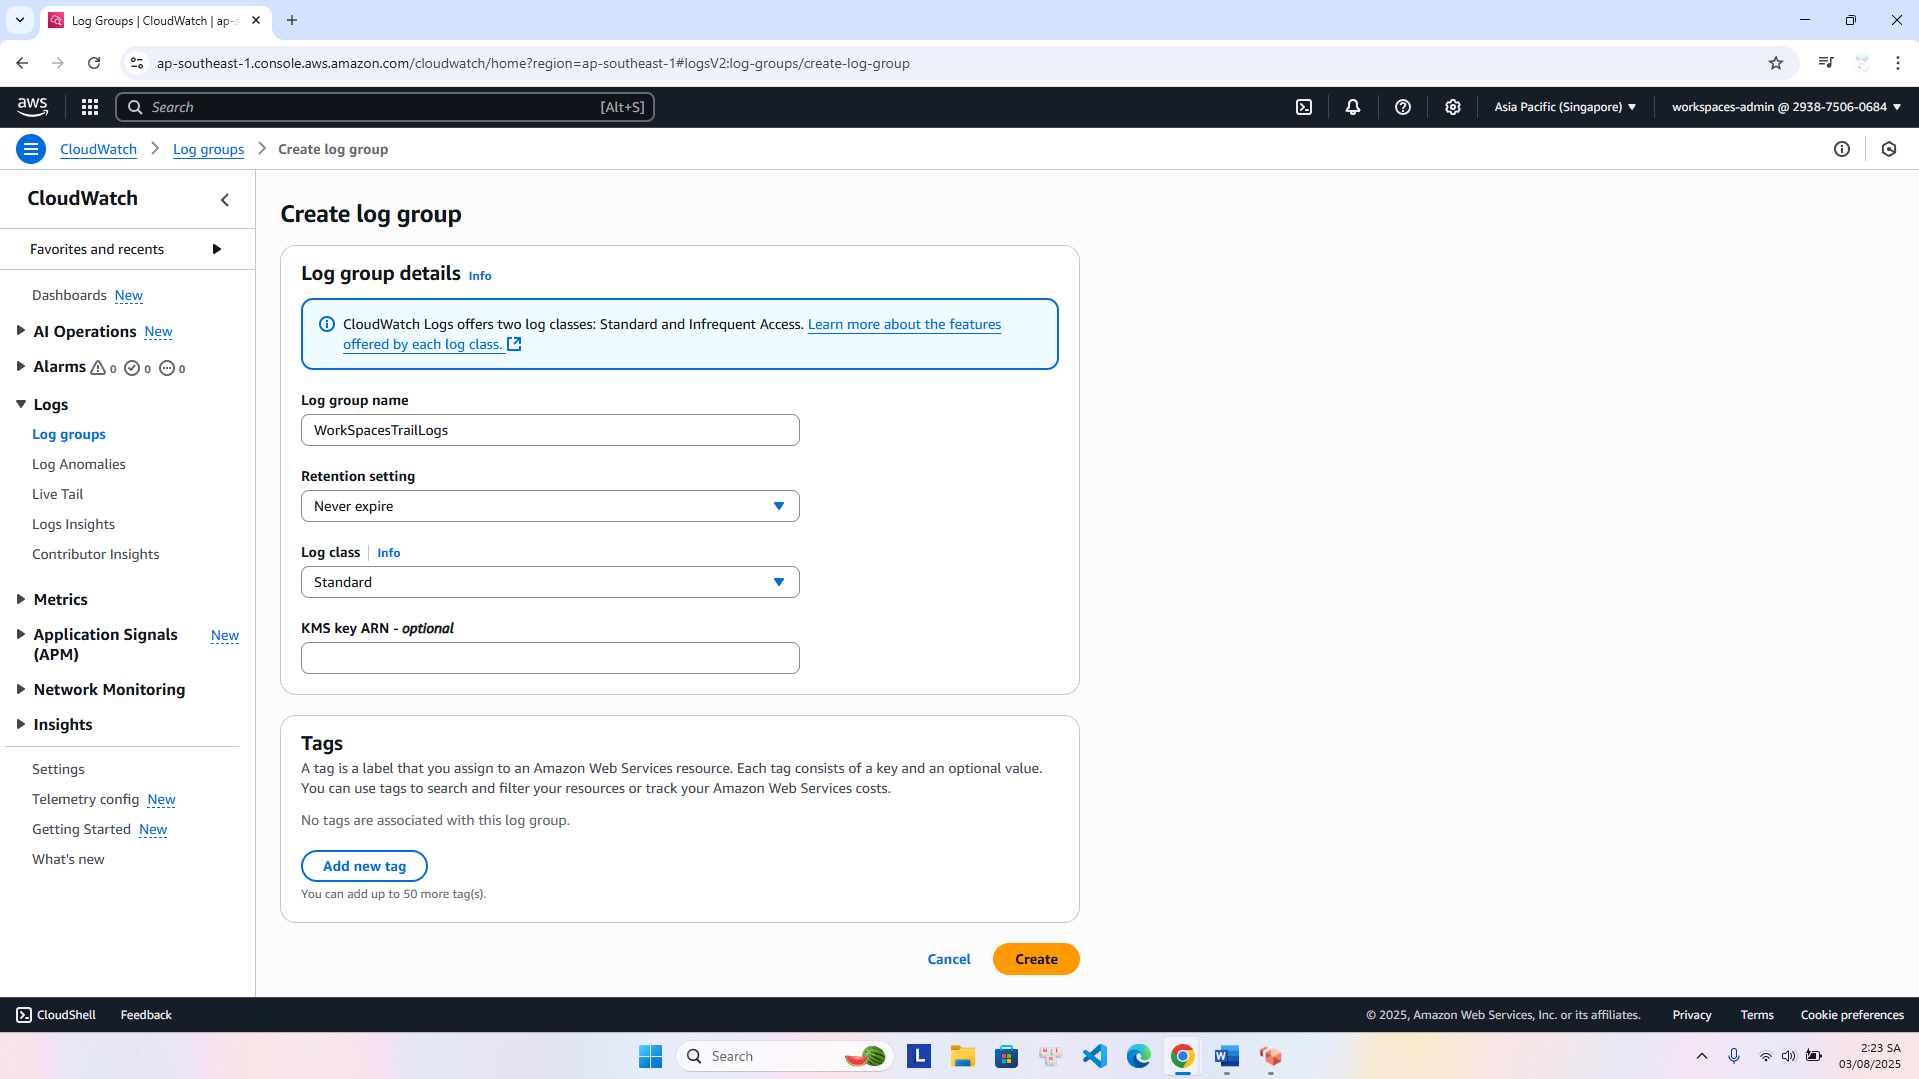 Log Groups | CloudWatch | ap-s
ap-southeast-1.console.aws.amazon.com/cloudwatch/home?region=ap-southeast-1#logsV2:log-groups/create-log-group
aws
Search
[Alt+S]
Asia Pacific (Singapore)
workspaces-admin @ 2938-7506-0684
CloudWatch
Log groups
Create log group
CloudWatch
Favorites and recents
Dashboards New
AI Operations New
Alarms 0 0 0
Logs
Log groups
Log Anomalies
Live Tail
Logs Insights
Contributor Insights
Metrics
Application Signals New
(APM)
Network Monitoring
Insights
Settings
Telemetry config New
Getting Started New
What's new
Create log group
Log group details Info
CloudWatch Logs offers two log classes: Standard and Infrequent Access. Learn more about the features
offered by each log class.
Log group name
WorkSpacesTrailLogs
Retention setting
Never expire
Log class Info
Standard
KMS key ARN - optional
Tags
A tag is a label that you assign to an Amazon Web Services resource. Each tag consists of a key and an optional value.
You can use tags to search and filter your resources or track your Amazon Web Services costs.
No tags are associated with this log group.
Add new tag
You can add up to 50 more tag(s).
Cancel
Create
CloudShell
Feedback
© 2025, Amazon Web Services, Inc. or its affiliates.
Privacy
Terms
Cookie preferences
Search
L
W
2:23 SA
03/08/2025